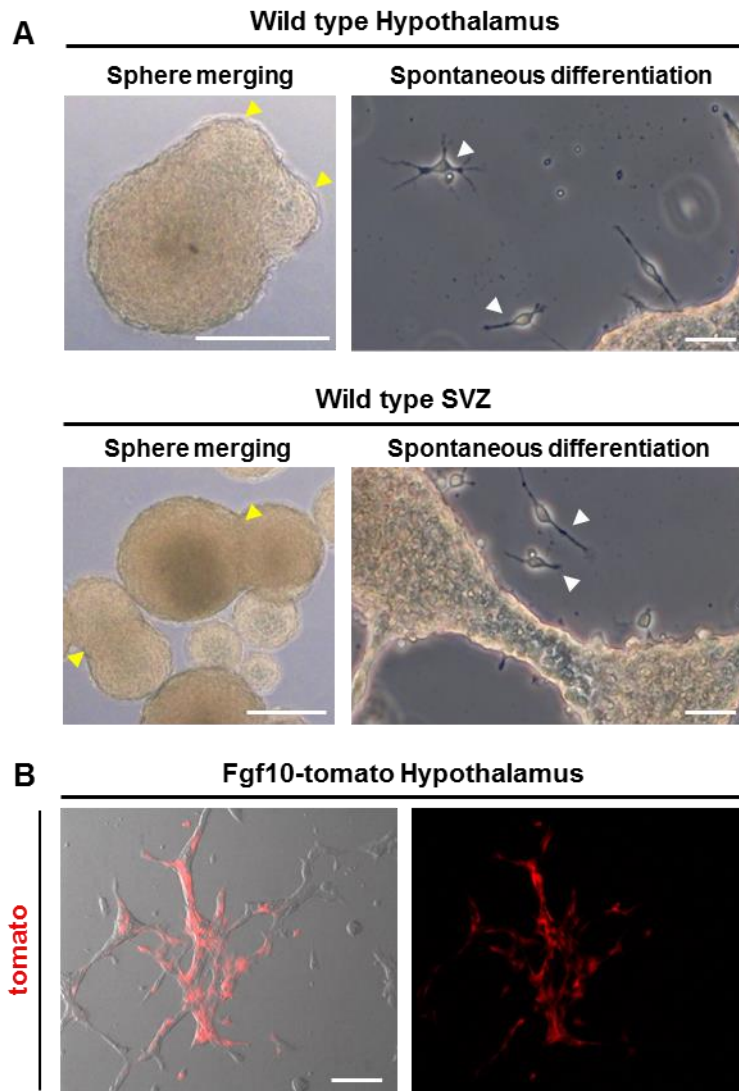 A
Wild type Hypothalamus
Sphere merging
Spontaneous differentiation
Wild type SVZ
Sphere merging
Spontaneous differentiation
B
Fgf10-tomato Hypothalamus
tomato